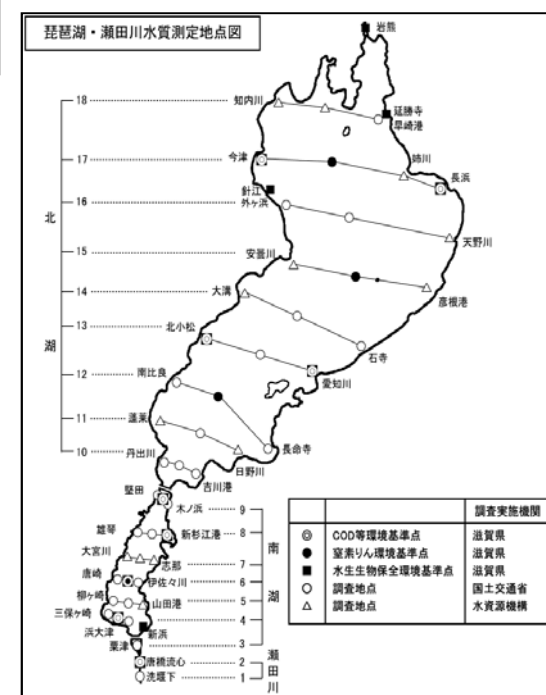 琵琶湖・瀬田川水質測定地点図
岩熊
18 知内川
延勝寺
早崎港
17 今津
姉川
長浜
針江
16 外ヶ浜
天野川
15 安曇川
14 大溝
彦根港
13 北小松
石寺
12 南比良
愛知川
11 蓬莱
長命寺
10 丹出川
日野川
吉川港
北湖
堅田
木ノ浜 9
雄琴
新杉江港 8
大宮川
志那 7
唐崎
伊佐々川 6
柳ヶ崎
山田港 5
三保ヶ崎
4
浜大津
新浜
粟津 3
南湖
唐橋流心 2
洗堰下 1
瀬田川
調査実施機関
◎ COD等環境基準点 滋賀県
● 窒素りん環境基準点 滋賀県
■ 水生生物保全環境基準点 滋賀県
○ 調査地点 国土交通省
△ 調査地点 水資源機構